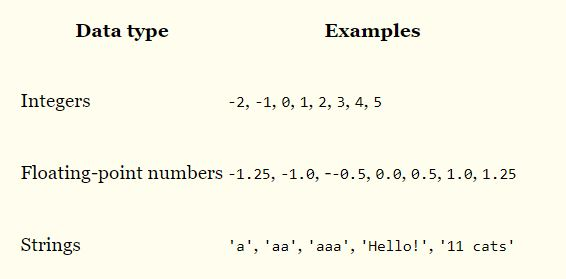 Data type Examples
Integers -2, -1, 0, 1, 2, 3, 4, 5
Floating-point numbers -1.25, -1.0, --0.5, 0.0, 0.5, 1.0, 1.25
Strings 'a', 'aa', 'aaa', 'Hello!', '11 cats'